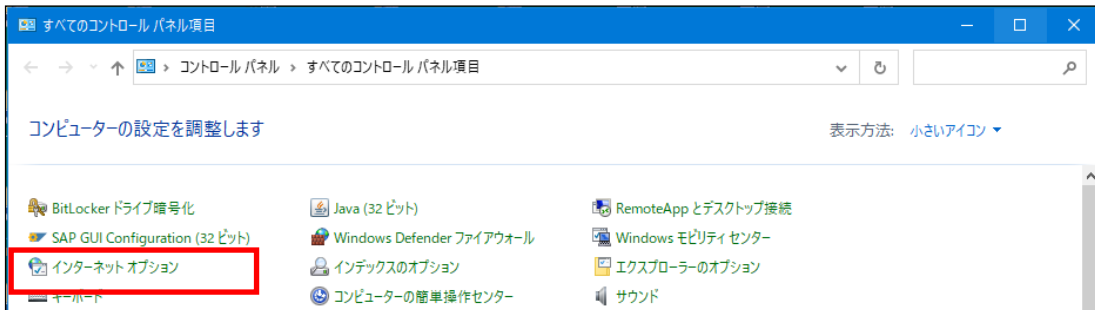 すべてのコントロール パネル項目
コントロール パネル › すべてのコントロール パネル項目
コンピューターの設定を調整します
表示方法: 小さいアイコン
BitLocker ドライブ暗号化 Java (32 ビット) RemoteApp とデスクトップ接続
SAP GUI Configuration (32 ビット) Windows Defender ファイアウォール Windows モビリティ センター
インターネット オプション インデックスのオプション エクスプローラーのオプション
キーボード コンピューターの簡単操作センター サウンド